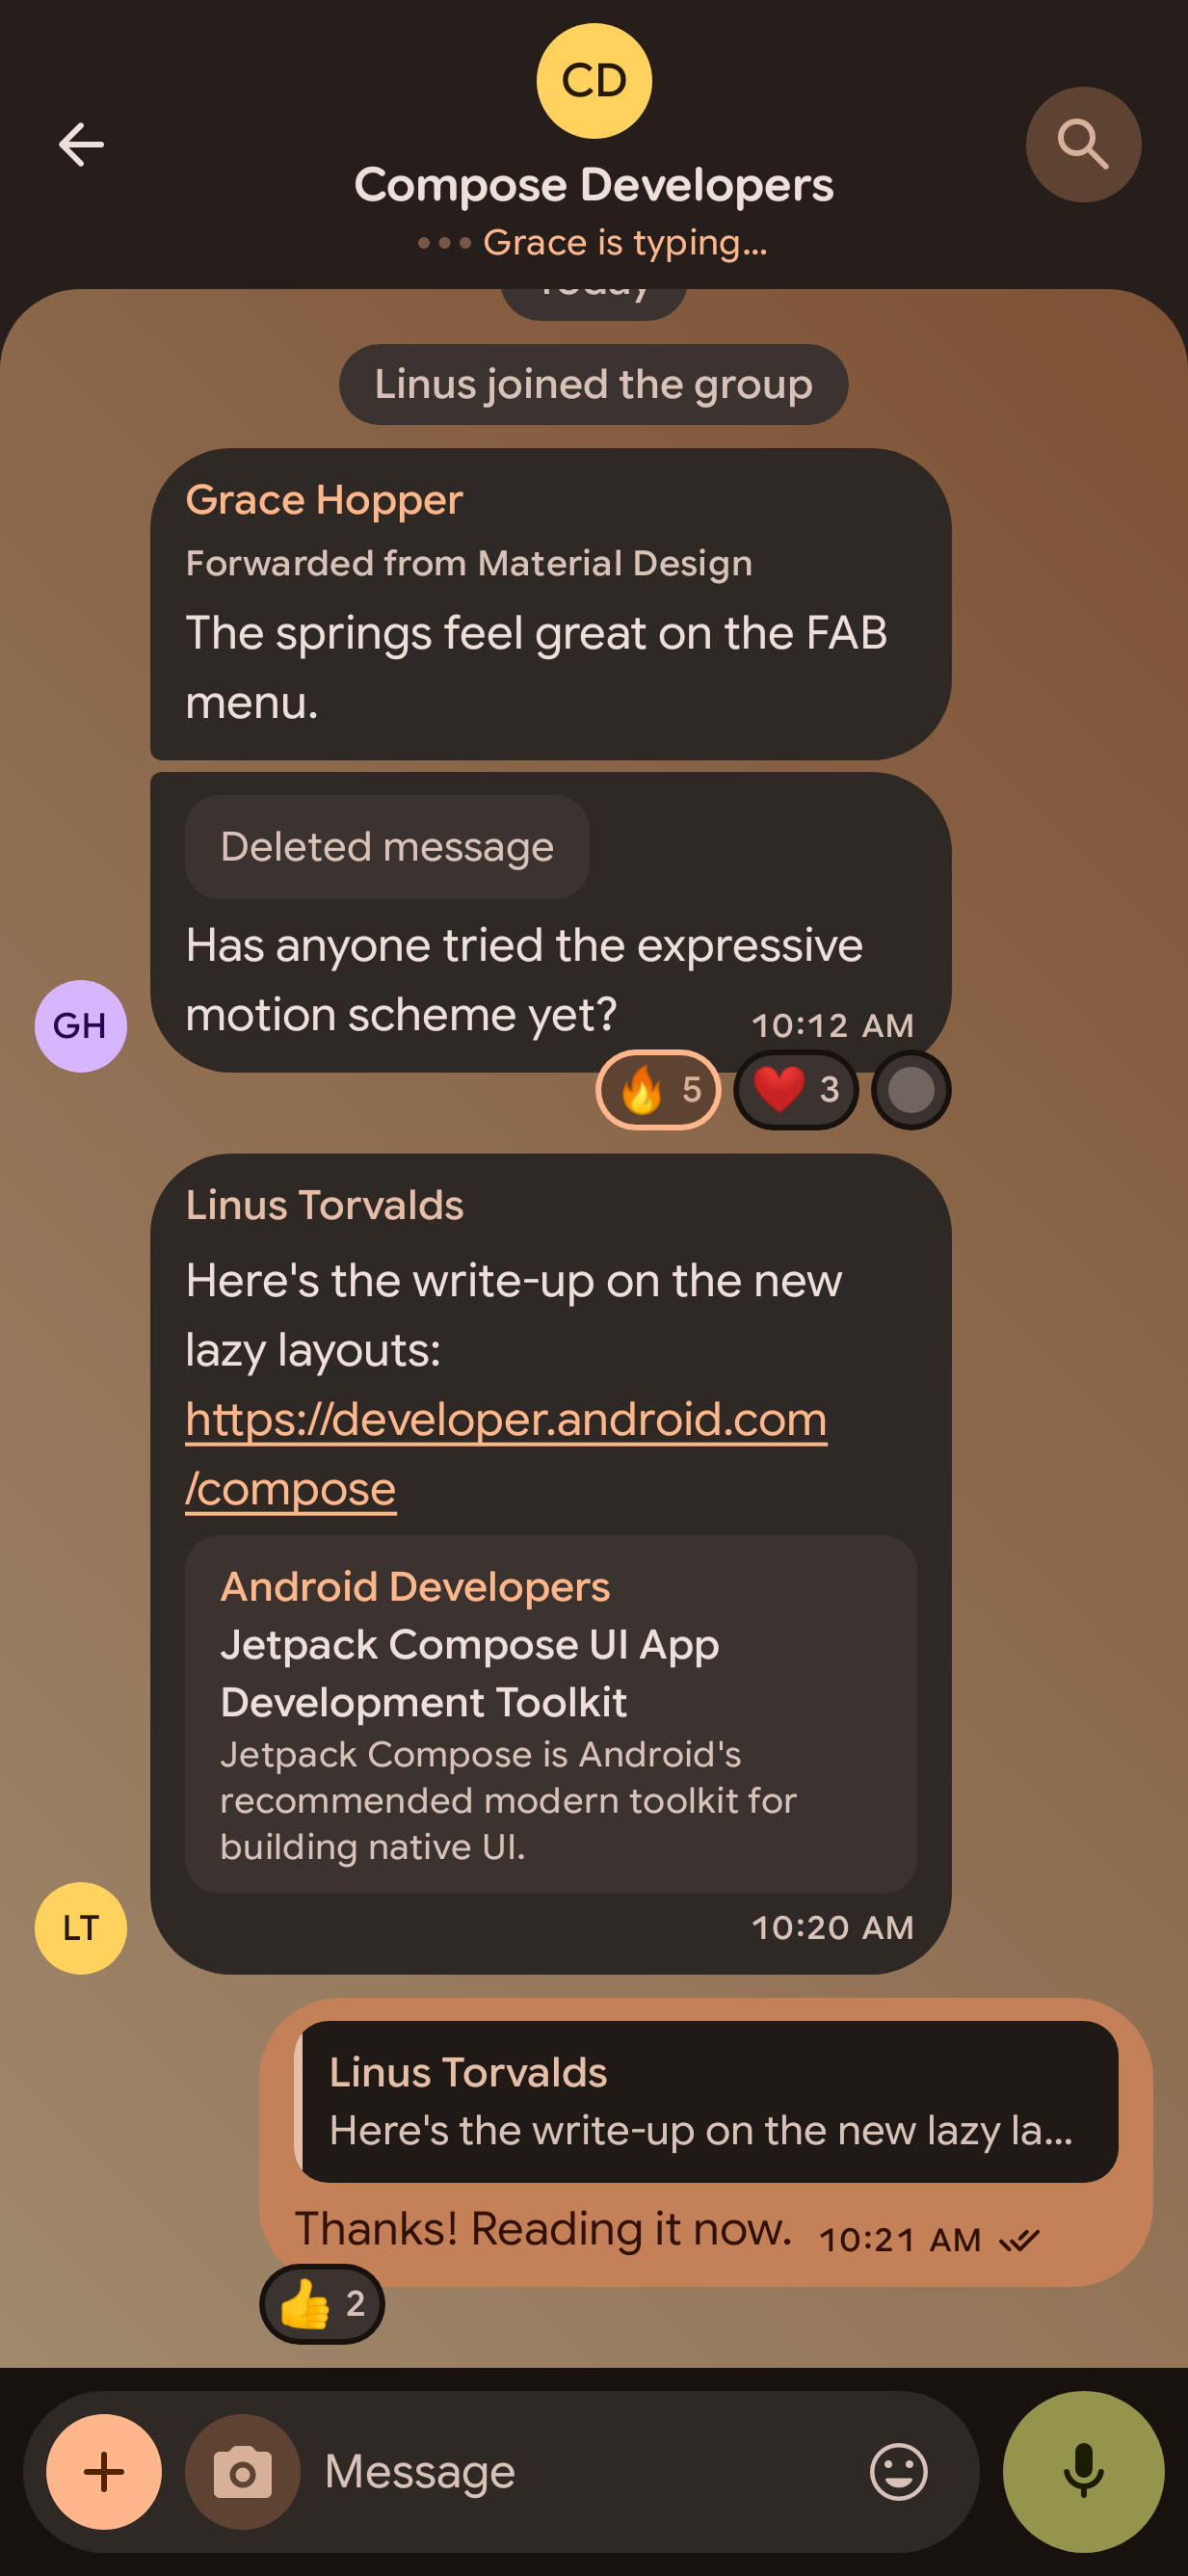 CD
Compose Developers
Grace is typing...
Today
Linus joined the group
Grace Hopper
Forwarded from Material Design
The springs feel great on the FAB
menu.
Deleted message
Has anyone tried the expressive
motion scheme yet?
10:12 AM
GH
5
3
Linus Torvalds
Here's the write-up on the new
lazy layouts:
https://developer.android.com
/compose
Android Developers
Jetpack Compose UI App
Development Toolkit
Jetpack Compose is Android's
recommended modern toolkit for
building native UI.
10:20 AM
LT
Linus Torvalds
Here's the write-up on the new lazy la...
Thanks! Reading it now.
10:21 AM
2
Message